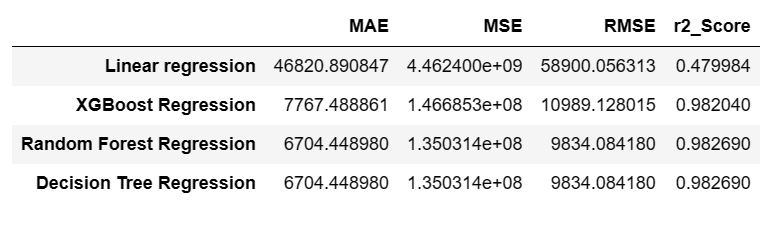 MAE MSE RMSE r2_Score
Linear regression 46820.890847 4.462400e+09 58900.056313 0.479984
XGBoost Regression 7767.488861 1.466853e+08 10989.128015 0.982040
Random Forest Regression 6704.448980 1.350314e+08 9834.084180 0.982690
Decision Tree Regression 6704.448980 1.350314e+08 9834.084180 0.982690